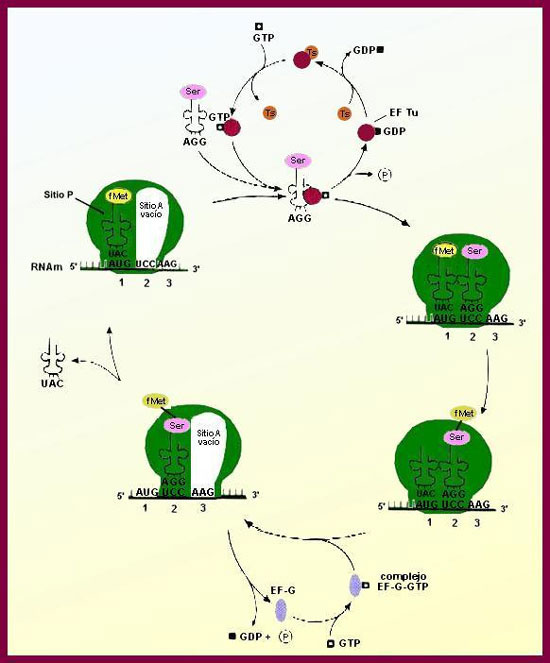 GTP
Ts
GDP
Ts
Ts
EF Tu
GDP
Ser
GTP
AGG
Ser
AGG
P
Sitio P
fMet
Sitio A
vacío
UAC
RNAm 5' AUG UCC AAG 3'
1 2 3
fMet Ser
UAC AGG
5' AUG UCC AAG 3'
1 2 3
UAC
fMet
Ser
Sitio A
vacío
AGG
5' AUG UCC AAG 3'
1 2 3
fMet
Ser
UAC AGG
5' AUG UCC AAG 3'
1 2 3
EF-G
complejo
EF-G-GTP
GDP + P
GTP